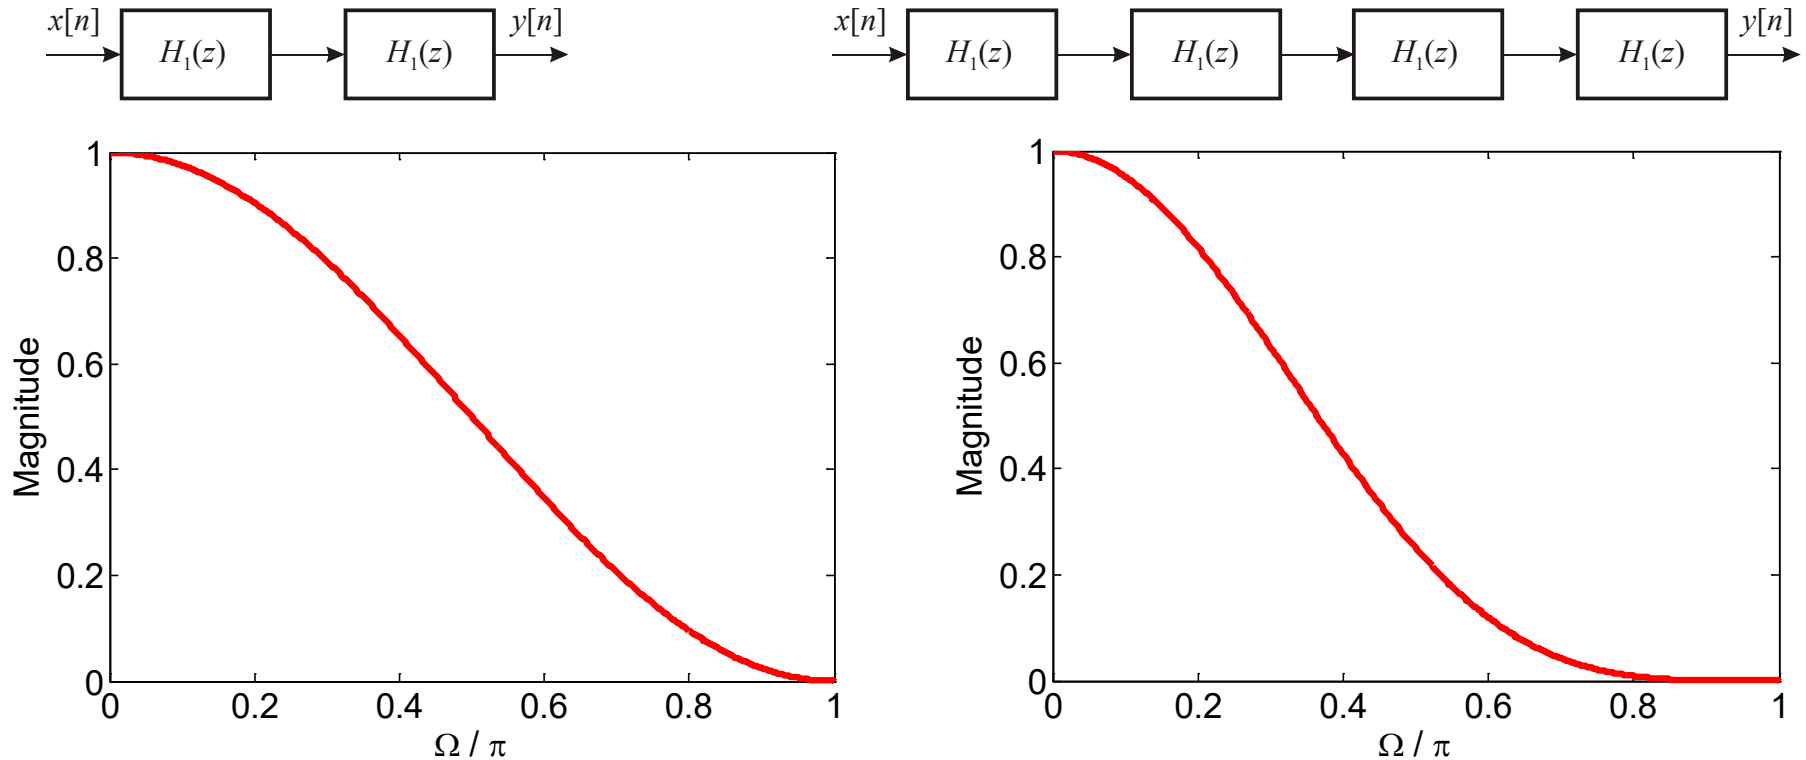 x[n] H₁(z) H₁(z) y[n]
x[n] H₁(z) H₁(z) H₁(z) H₁(z) y[n]
1
0.8
0.6
0.4
0.2
0
Magnitude
0 0.2 0.4 0.6 0.8 1
Ω / π
1
0.8
0.6
0.4
0.2
0
Magnitude
0 0.2 0.4 0.6 0.8 1
Ω / π